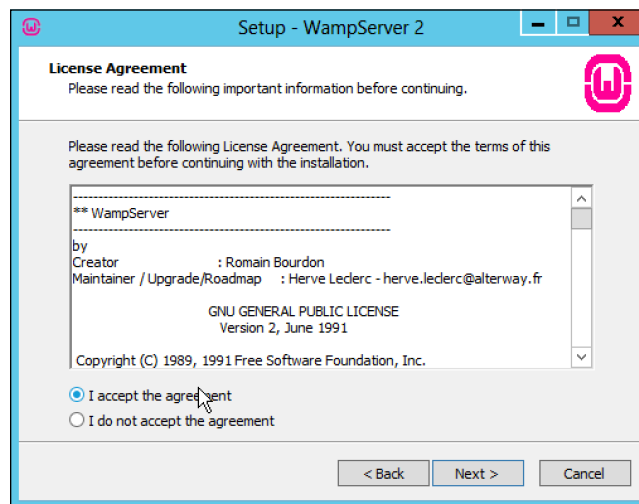 Setup - WampServer 2
License Agreement
Please read the following important information before continuing.
Please read the following License Agreement. You must accept the terms of this
agreement before continuing with the installation.
----------------------------------------------------------------
** WampServer
----------------------------------------------------------------
by
Creator : Romain Bourdon
Maintainer / Upgrade/Roadmap : Herve Leclerc - herve.leclerc@alterway.fr
GNU GENERAL PUBLIC LICENSE
Version 2, June 1991
Copyright (C) 1989, 1991 Free Software Foundation, Inc.
I accept the agreement
I do not accept the agreement
< Back Next > Cancel